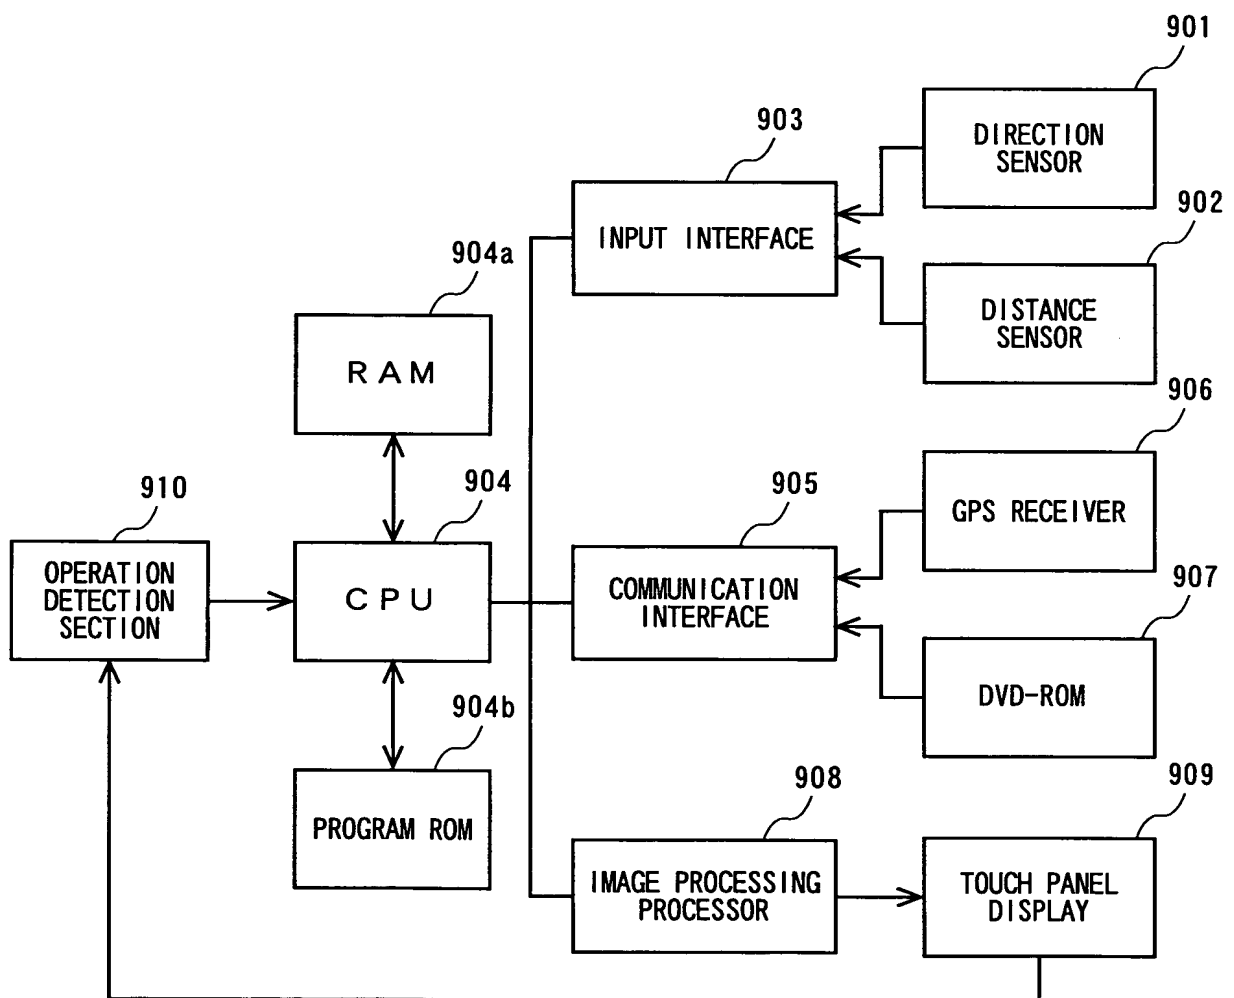 901
DIRECTION
SENSOR
903
INPUT INTERFACE
902
DISTANCE
SENSOR
904a
RAM
906
GPS RECEIVER
910
OPERATION
DETECTION
SECTION
904
CPU
905
COMMUNICATION
INTERFACE
907
DVD-ROM
904b
PROGRAM ROM
908
IMAGE PROCESSING
PROCESSOR
909
TOUCH PANEL
DISPLAY